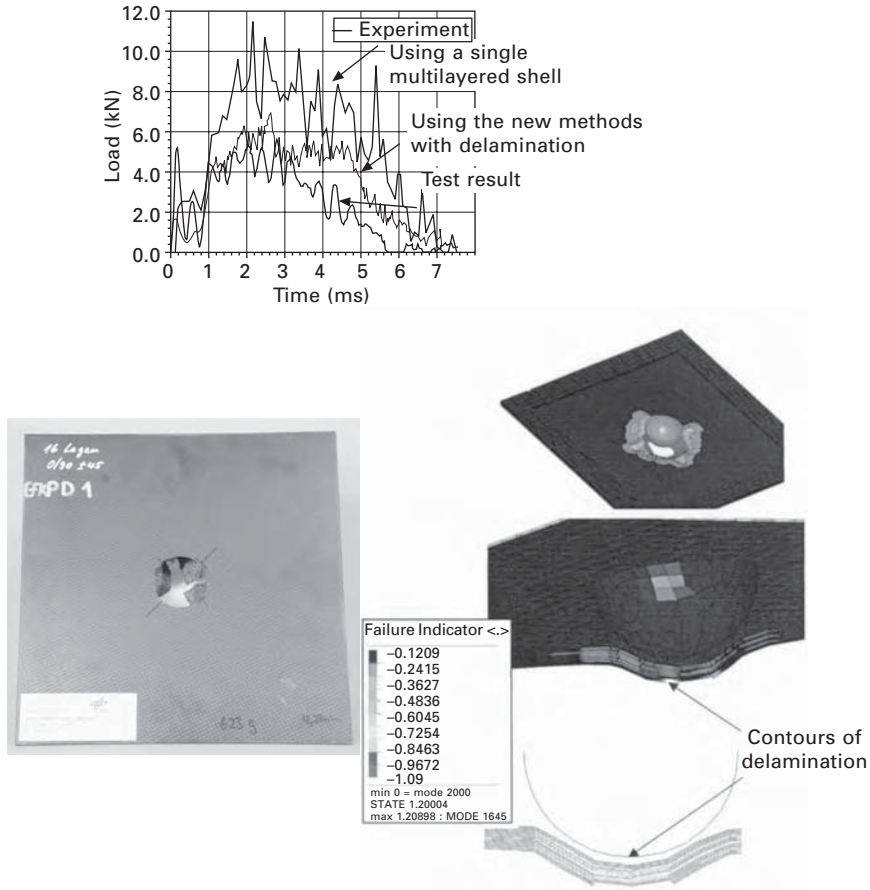 12.0
10.0
8.0
6.0
4.0
2.0
0.0
Load (kN)
Experiment
Using a single
multilayered shell
Using the new methods
with delamination
Test result
0 1 2 3 4 5 6 7
Time (ms)
16 Lagen
0/90 ±45
PD 1
623 g
Failure Indicator <.>
–0.1209
–0.2415
–0.3627
–0.4836
–0.6045
–0.7254
–0.8463
–0.9672
–1.09
min 0 = mode 2000
STATE 1.20004
max 1.20898 : MODE 1645
Contours of
delamination